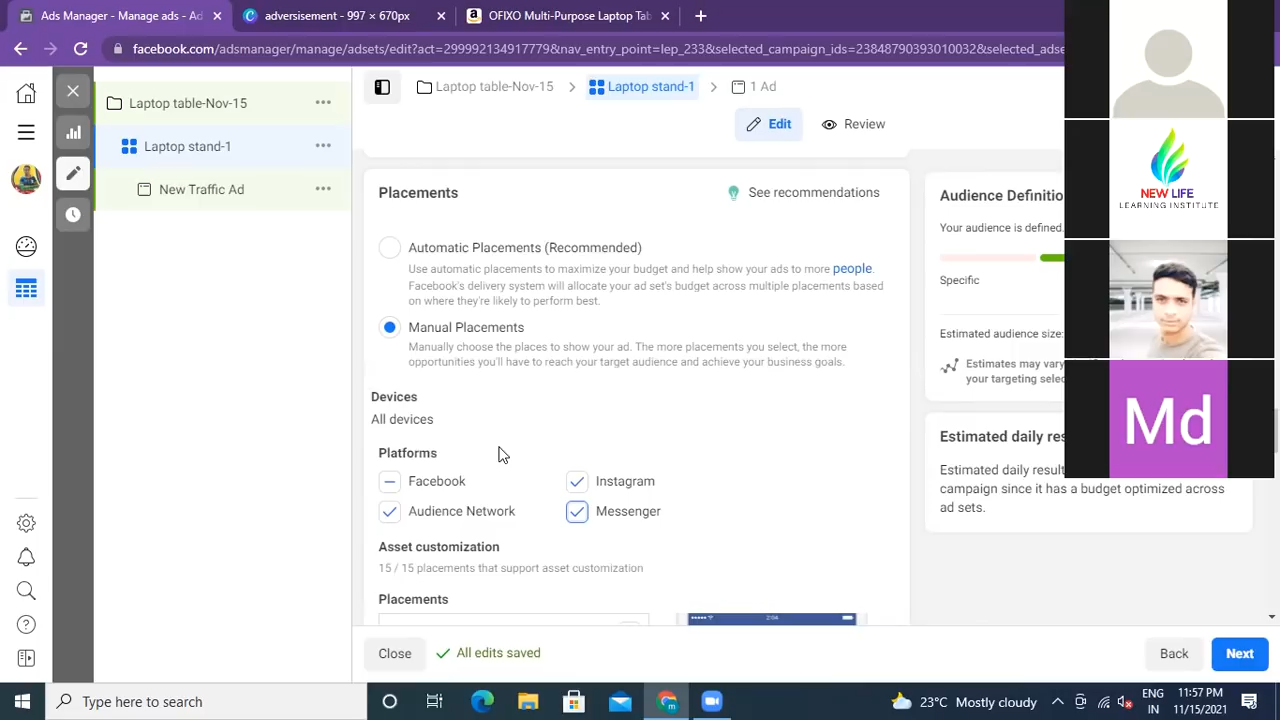 Ads Manager - Manage ads - Ad
advertisement - 997 × 670px
OFIXO Multi-Purpose Laptop Tab
facebook.com/adsmanager/manage/adsets/edit?act=299992134917779&nav_entry_point=lep_233&selected_campaign_ids=23848790393010032&selected_adse
Laptop table-Nov-15
Laptop stand-1
New Traffic Ad
Laptop table-Nov-15
Laptop stand-1
1 Ad
Edit
Review
Placements
See recommendations
Automatic Placements (Recommended)
Use automatic placements to maximize your budget and help show your ads to more people.
Facebook's delivery system will allocate your ad set's budget across multiple placements based
on where they're likely to perform best.
Manual Placements
Manually choose the places to show your ad. The more placements you select, the more
opportunities you'll have to reach your target audience and achieve your business goals.
Devices
All devices
Platforms
Facebook
Instagram
Audience Network
Messenger
Asset customization
15 / 15 placements that support asset customization
Placements
2:04
Audience Definitio
Your audience is defined.
Specific
Estimated audience size:
Estimates may vary
your targeting selec
Estimated daily res
Estimated daily result
campaign since it has a budget optimized across
ad sets.
NEW LIFE
LEARNING INSTITUTE
Md
Close
All edits saved
Back
Next
Type here to search
23°C Mostly cloudy
ENG
IN
11:57 PM
11/15/2021